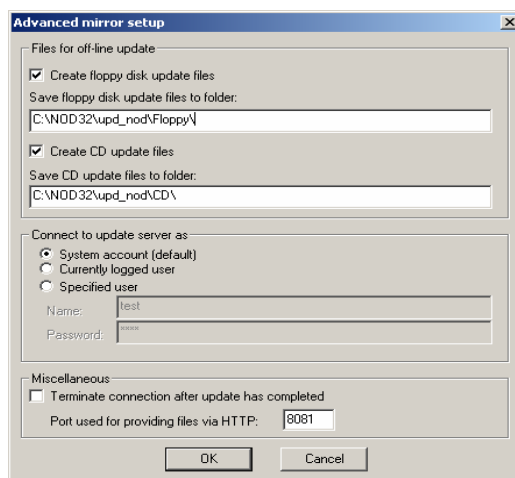 Advanced mirror setup
Files for off-line update
Create floppy disk update files
Save floppy disk update files to folder:
C:\NOD32\upd_nod\Floppy\
Create CD update files
Save CD update files to folder:
C:\NOD32\upd_nod\CD\
Connect to update server as
System account (default)
Currently logged user
Specified user
Name: test
Password: ****
Miscellaneous
Terminate connection after update has completed
Port used for providing files via HTTP: 8081
OK Cancel